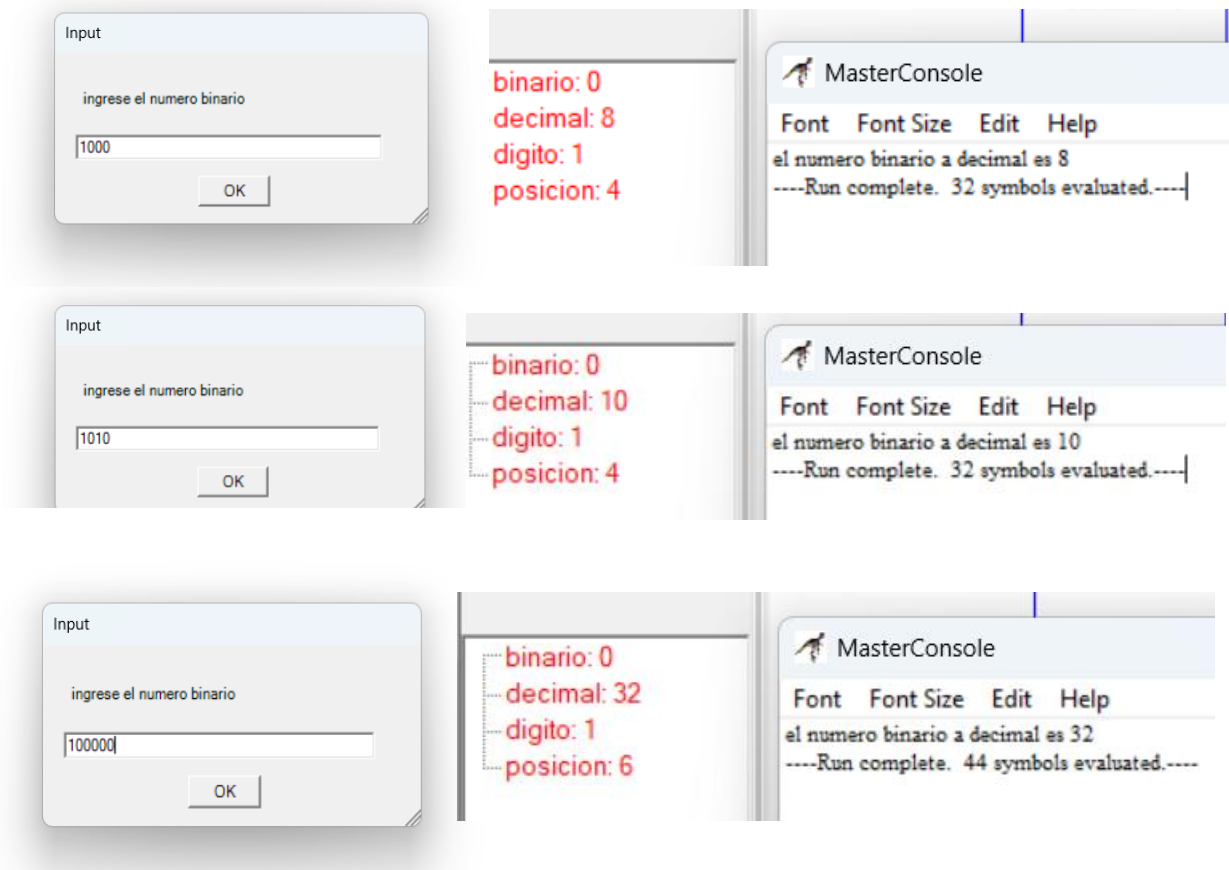 Input
ingrese el numero binario
1000
OK
binario: 0
decimal: 8
digito: 1
posicion: 4
MasterConsole
Font Font Size Edit Help
el numero binario a decimal es 8
----Run complete.  32 symbols evaluated.----
Input
ingrese el numero binario
1010
OK
binario: 0
decimal: 10
digito: 1
posicion: 4
MasterConsole
Font Font Size Edit Help
el numero binario a decimal es 10
----Run complete.  32 symbols evaluated.----
Input
ingrese el numero binario
100000
OK
binario: 0
decimal: 32
digito: 1
posicion: 6
MasterConsole
Font Font Size Edit Help
el numero binario a decimal es 32
----Run complete.  44 symbols evaluated.----